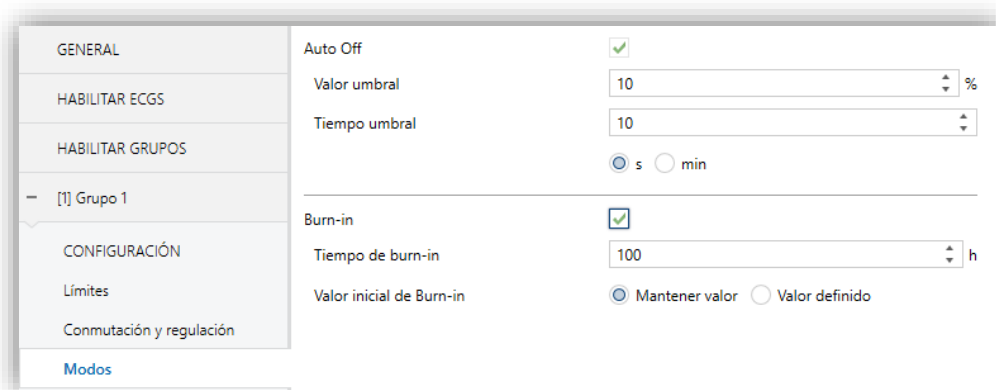 GENERAL
HABILITAR ECGS
HABILITAR GRUPOS
[1] Grupo 1
CONFIGURACIÓN
Límites
Conmutación y regulación
Modos
Auto Off
Valor umbral 10 %
Tiempo umbral 10
s min
Burn-in
Tiempo de burn-in 100 h
Valor inicial de Burn-in Mantener valor Valor definido